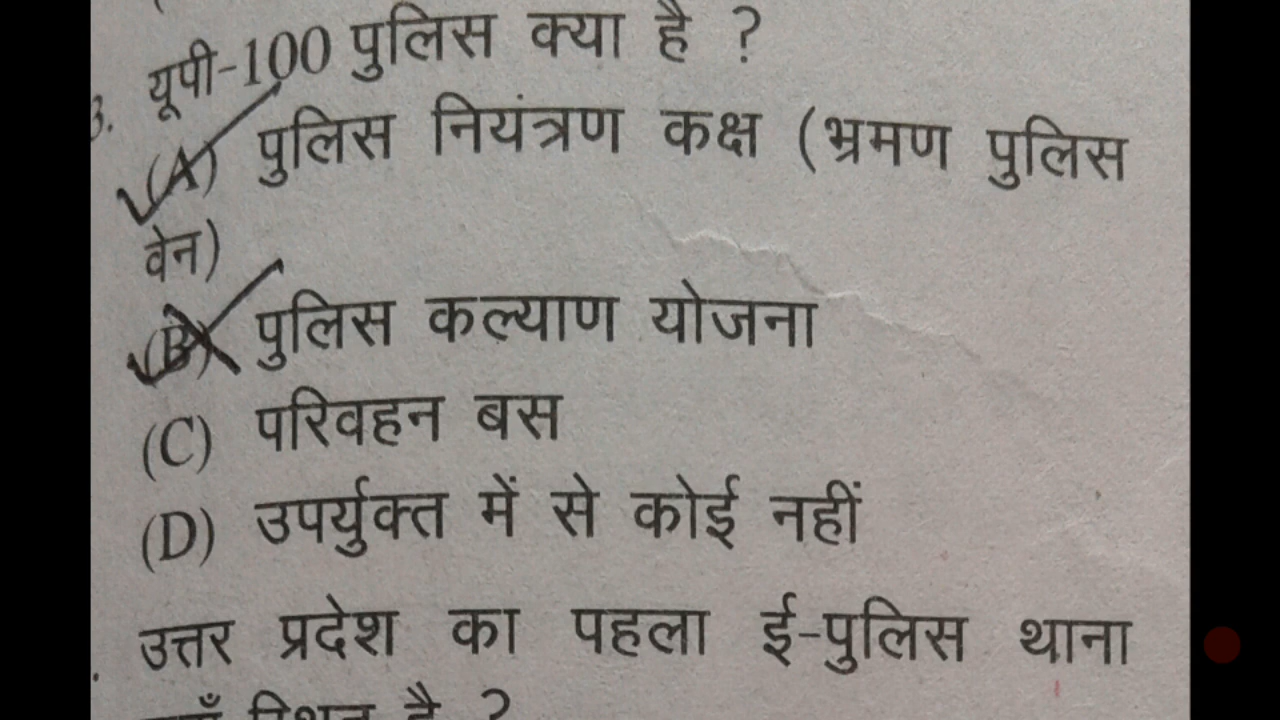 3. यूपी-100 पुलिस क्या है ?
(A) पुलिस नियंत्रण कक्ष (भ्रमण पुलिस
वेन)
(B) पुलिस कल्याण योजना
(C) परिवहन बस
(D) उपर्युक्त में से कोई नहीं
उत्तर प्रदेश का पहला ई-पुलिस थाना
है ?